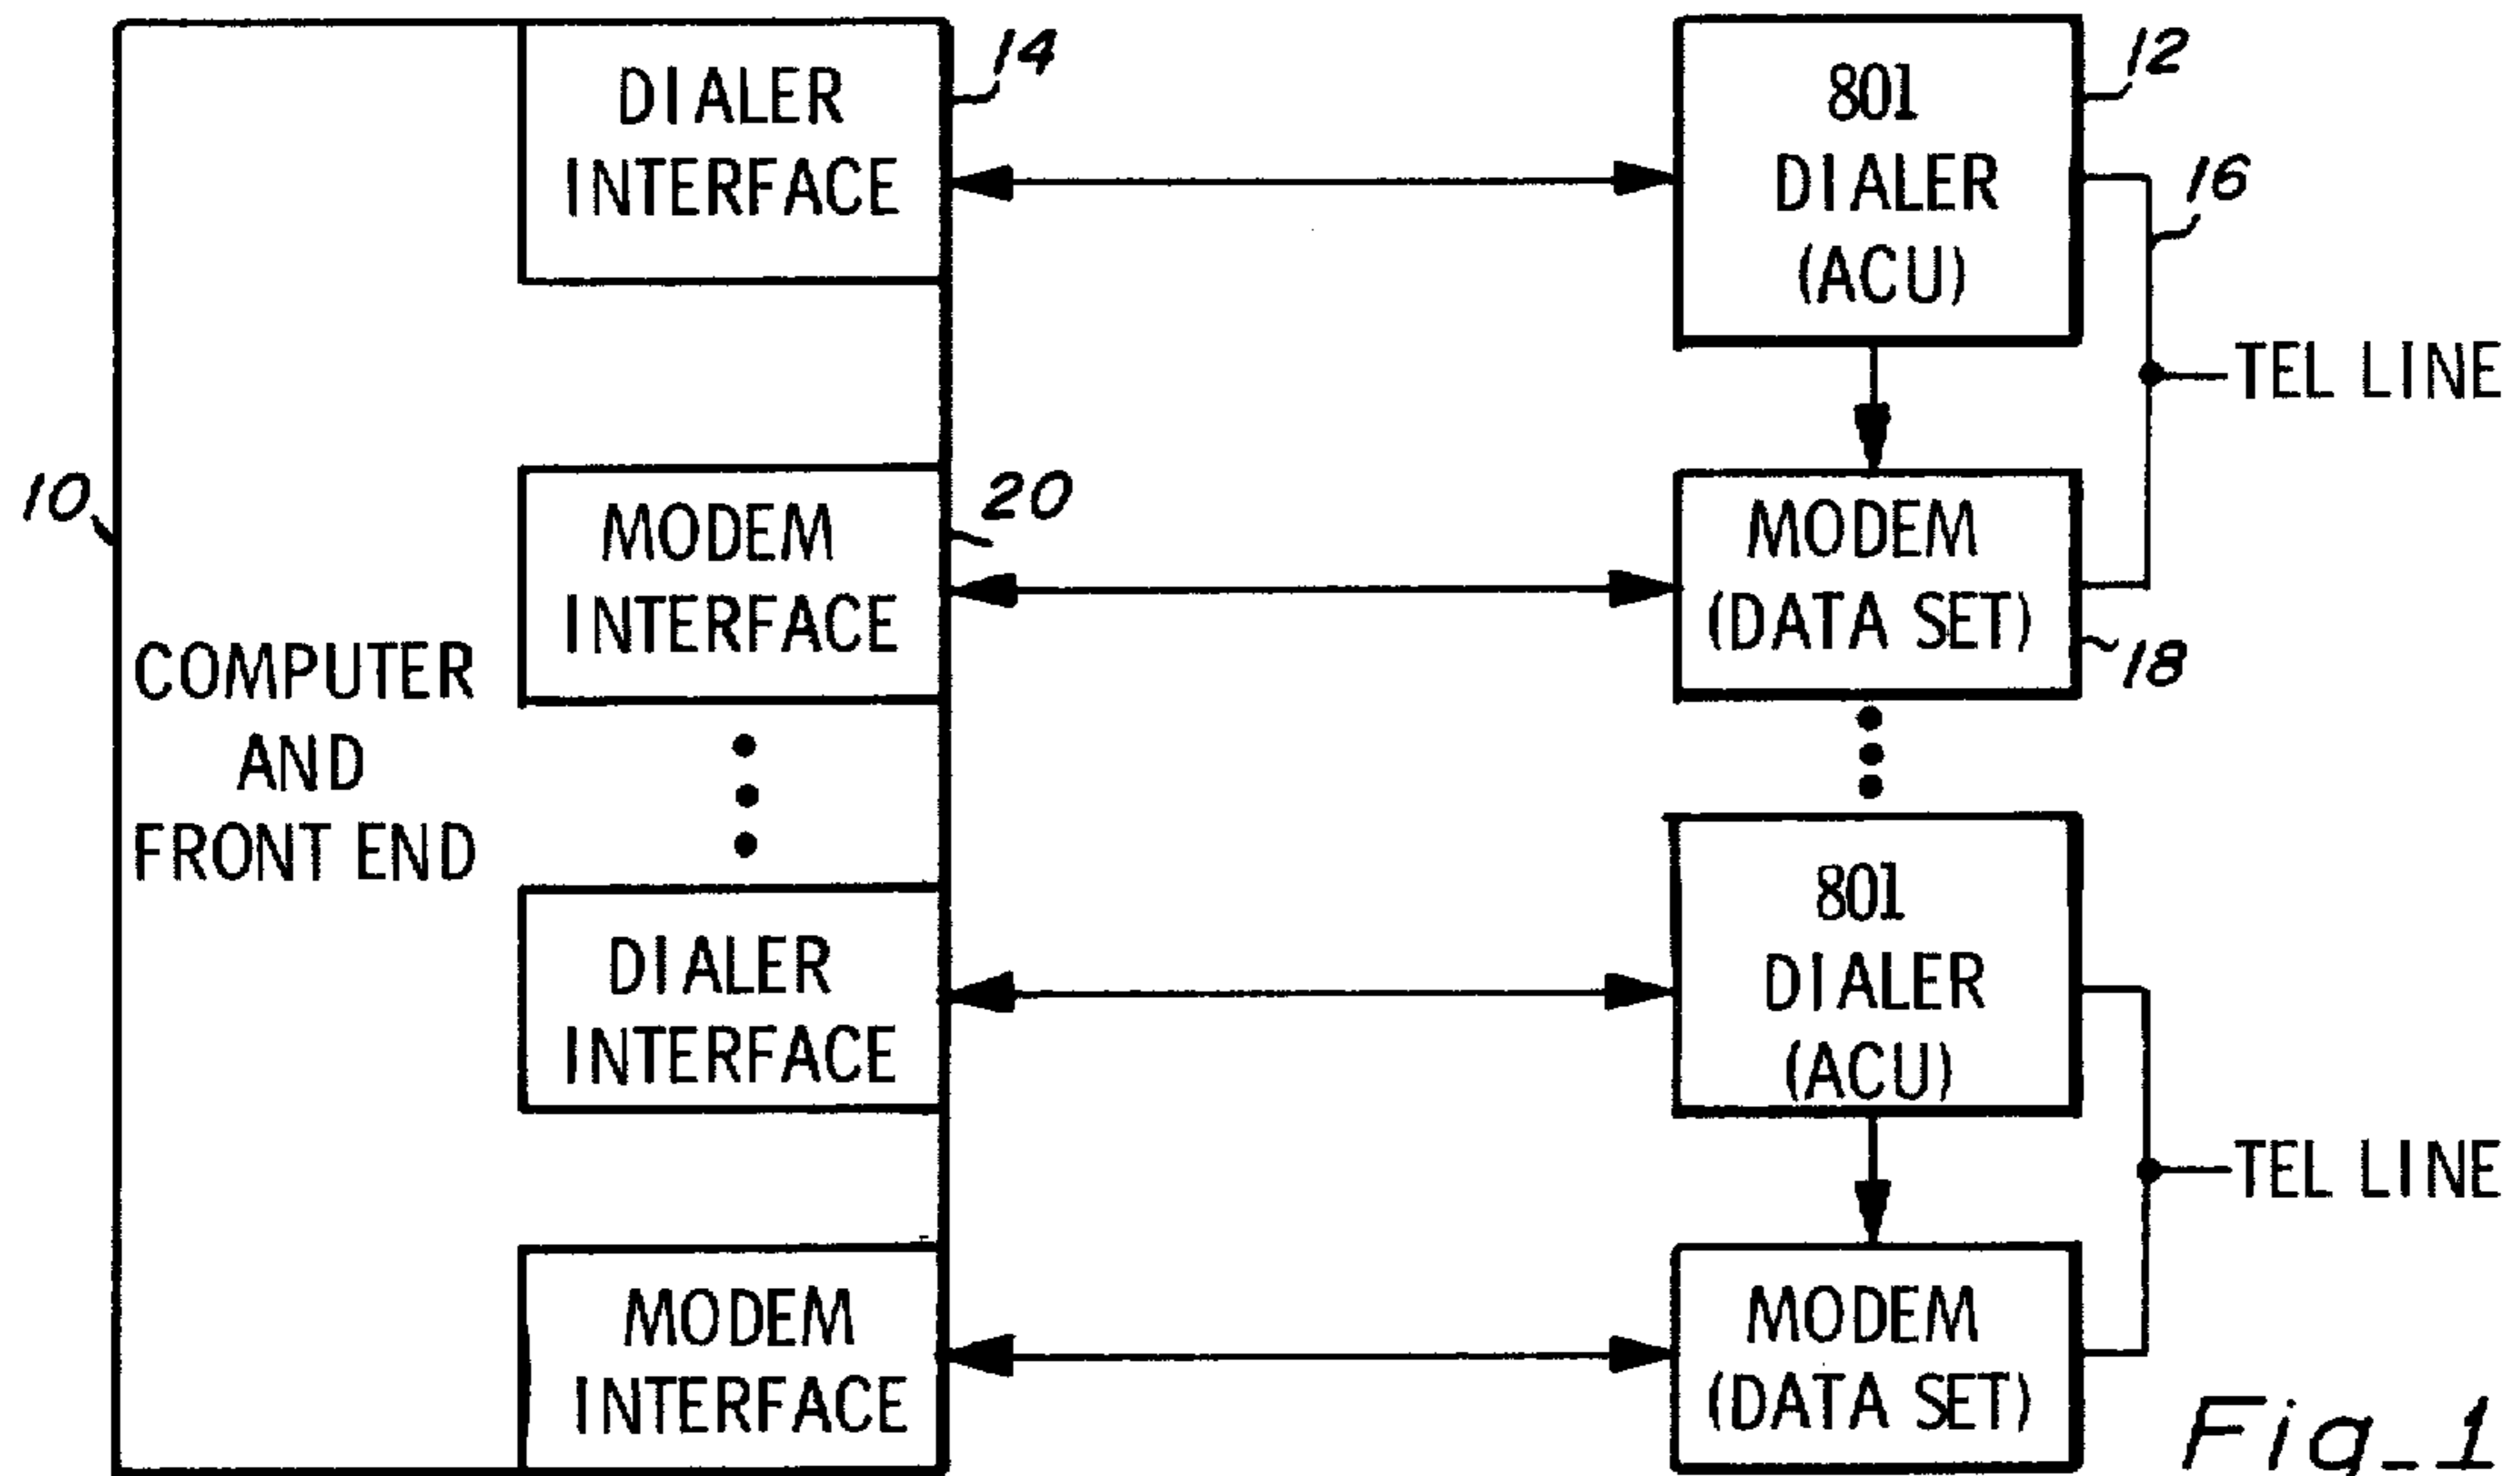 14
12
DIALER
INTERFACE
801
DIALER
(ACU)
16
TEL LINE
10
20
MODEM
INTERFACE
MODEM
(DATA SET)
18
COMPUTER
AND
FRONT END
DIALER
INTERFACE
801
DIALER
(ACU)
TEL LINE
MODEM
INTERFACE
MODEM
(DATA SET)
Fig_1